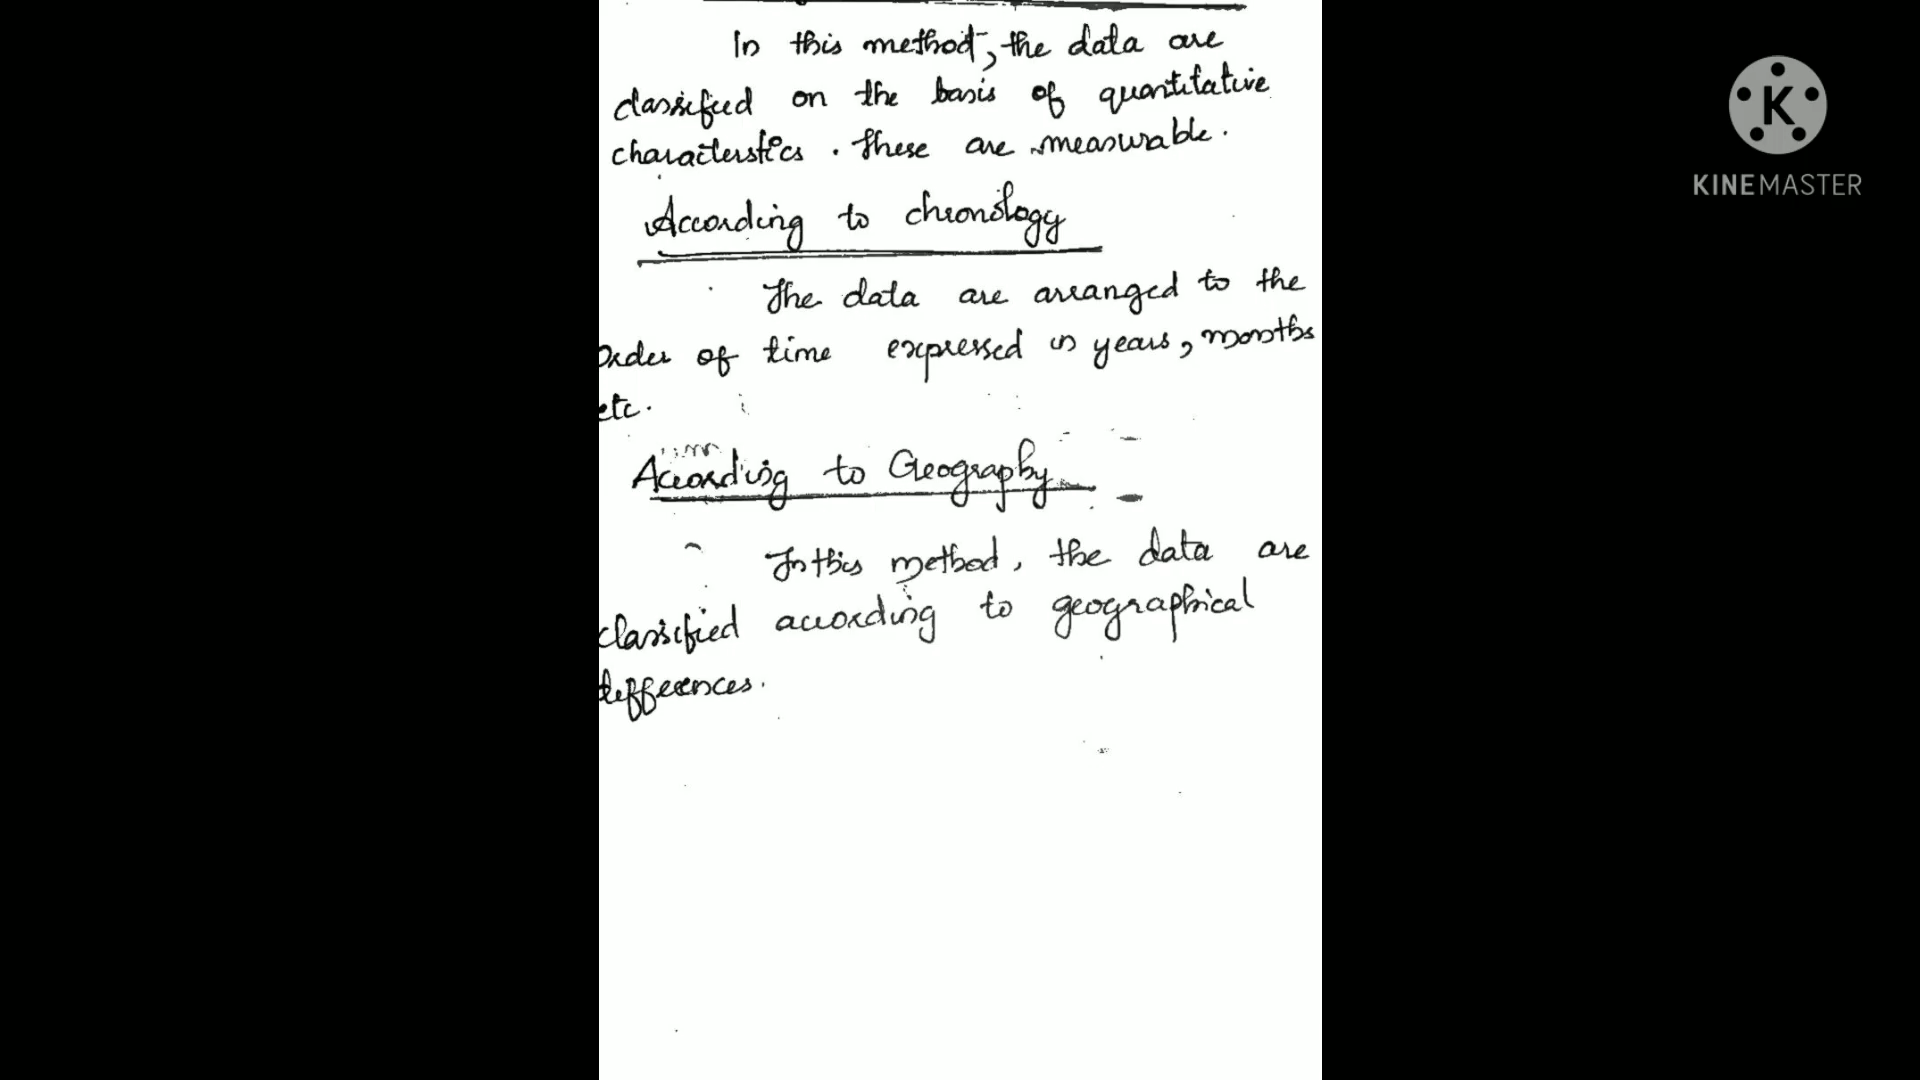 In this method, the data are
classified on the basis of quantitative
characterstics. These are measurable.
According to chronology
The data are arranged to the
order of time expressed in years, months
etc.
According to Geography
In this method, the data are
classified according to geographical
differences.
K
KINEMASTER